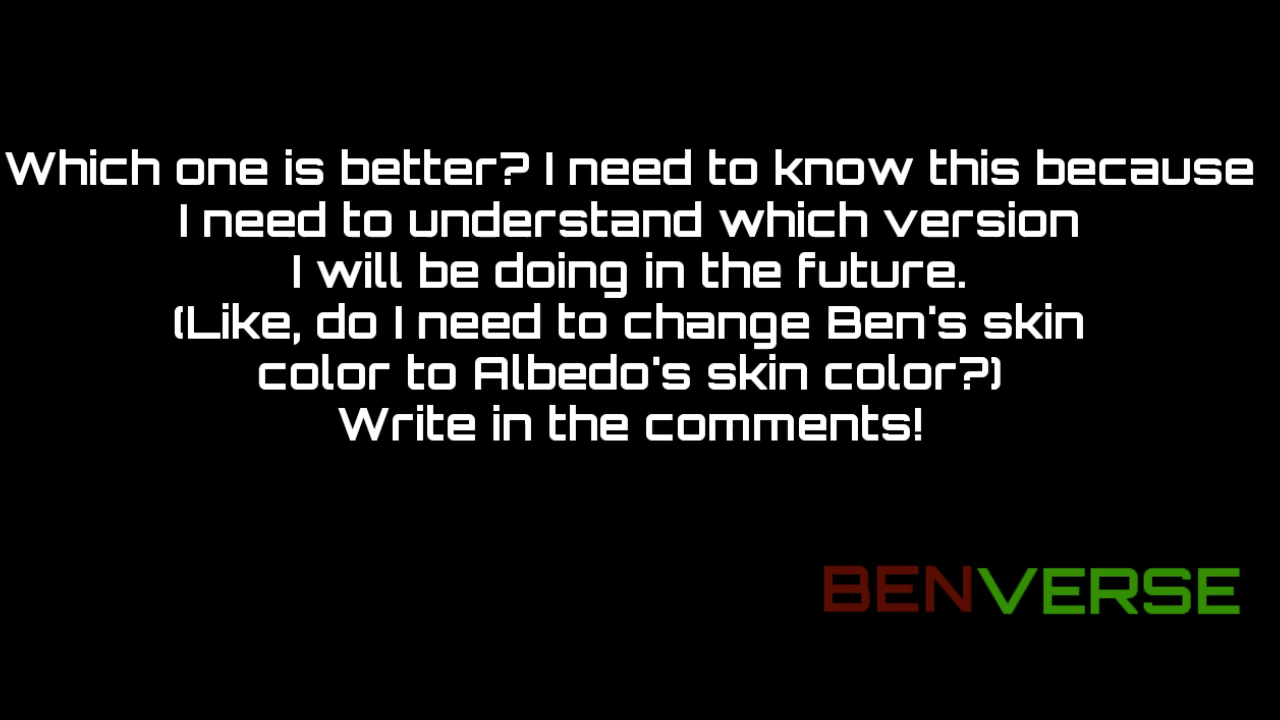 Which one is better? I need to know this because
I need to understand which version
I will be doing in the future.
(Like, do I need to change Ben's skin
color to Albedo's skin color?)
Write in the comments!
BENVERSE